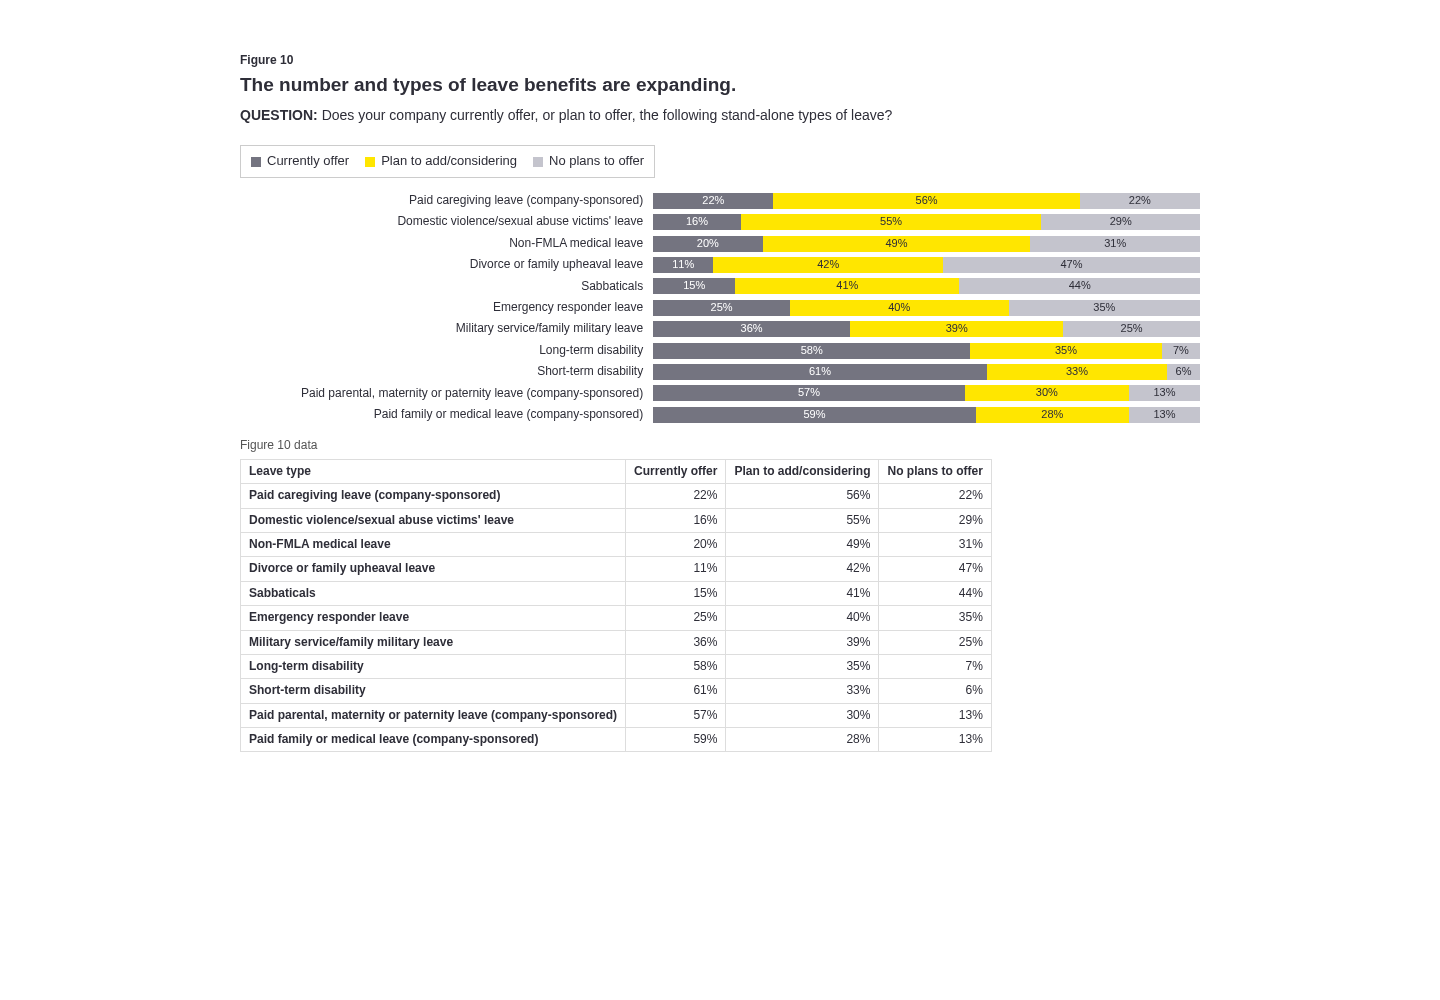 Figure 10
The number and types of leave benefits are expanding.
QUESTION: Does your company currently offer, or plan to offer, the following stand-alone types of leave?
Currently offer Plan to add/considering No plans to offer
Paid caregiving leave (company-sponsored) 22% 56% 22%
Domestic violence/sexual abuse victims' leave 16% 55% 29%
Non-FMLA medical leave 20% 49% 31%
Divorce or family upheaval leave 11% 42% 47%
Sabbaticals 15% 41% 44%
Emergency responder leave 25% 40% 35%
Military service/family military leave 36% 39% 25%
Long-term disability 58% 35% 7%
Short-term disability 61% 33% 6%
Paid parental, maternity or paternity leave (company-sponsored) 57% 30% 13%
Paid family or medical leave (company-sponsored) 59% 28% 13%
Figure 10 data
Leave type Currently offer Plan to add/considering No plans to offer
Paid caregiving leave (company-sponsored) 22% 56% 22%
Domestic violence/sexual abuse victims' leave 16% 55% 29%
Non-FMLA medical leave 20% 49% 31%
Divorce or family upheaval leave 11% 42% 47%
Sabbaticals 15% 41% 44%
Emergency responder leave 25% 40% 35%
Military service/family military leave 36% 39% 25%
Long-term disability 58% 35% 7%
Short-term disability 61% 33% 6%
Paid parental, maternity or paternity leave (company-sponsored) 57% 30% 13%
Paid family or medical leave (company-sponsored) 59% 28% 13%